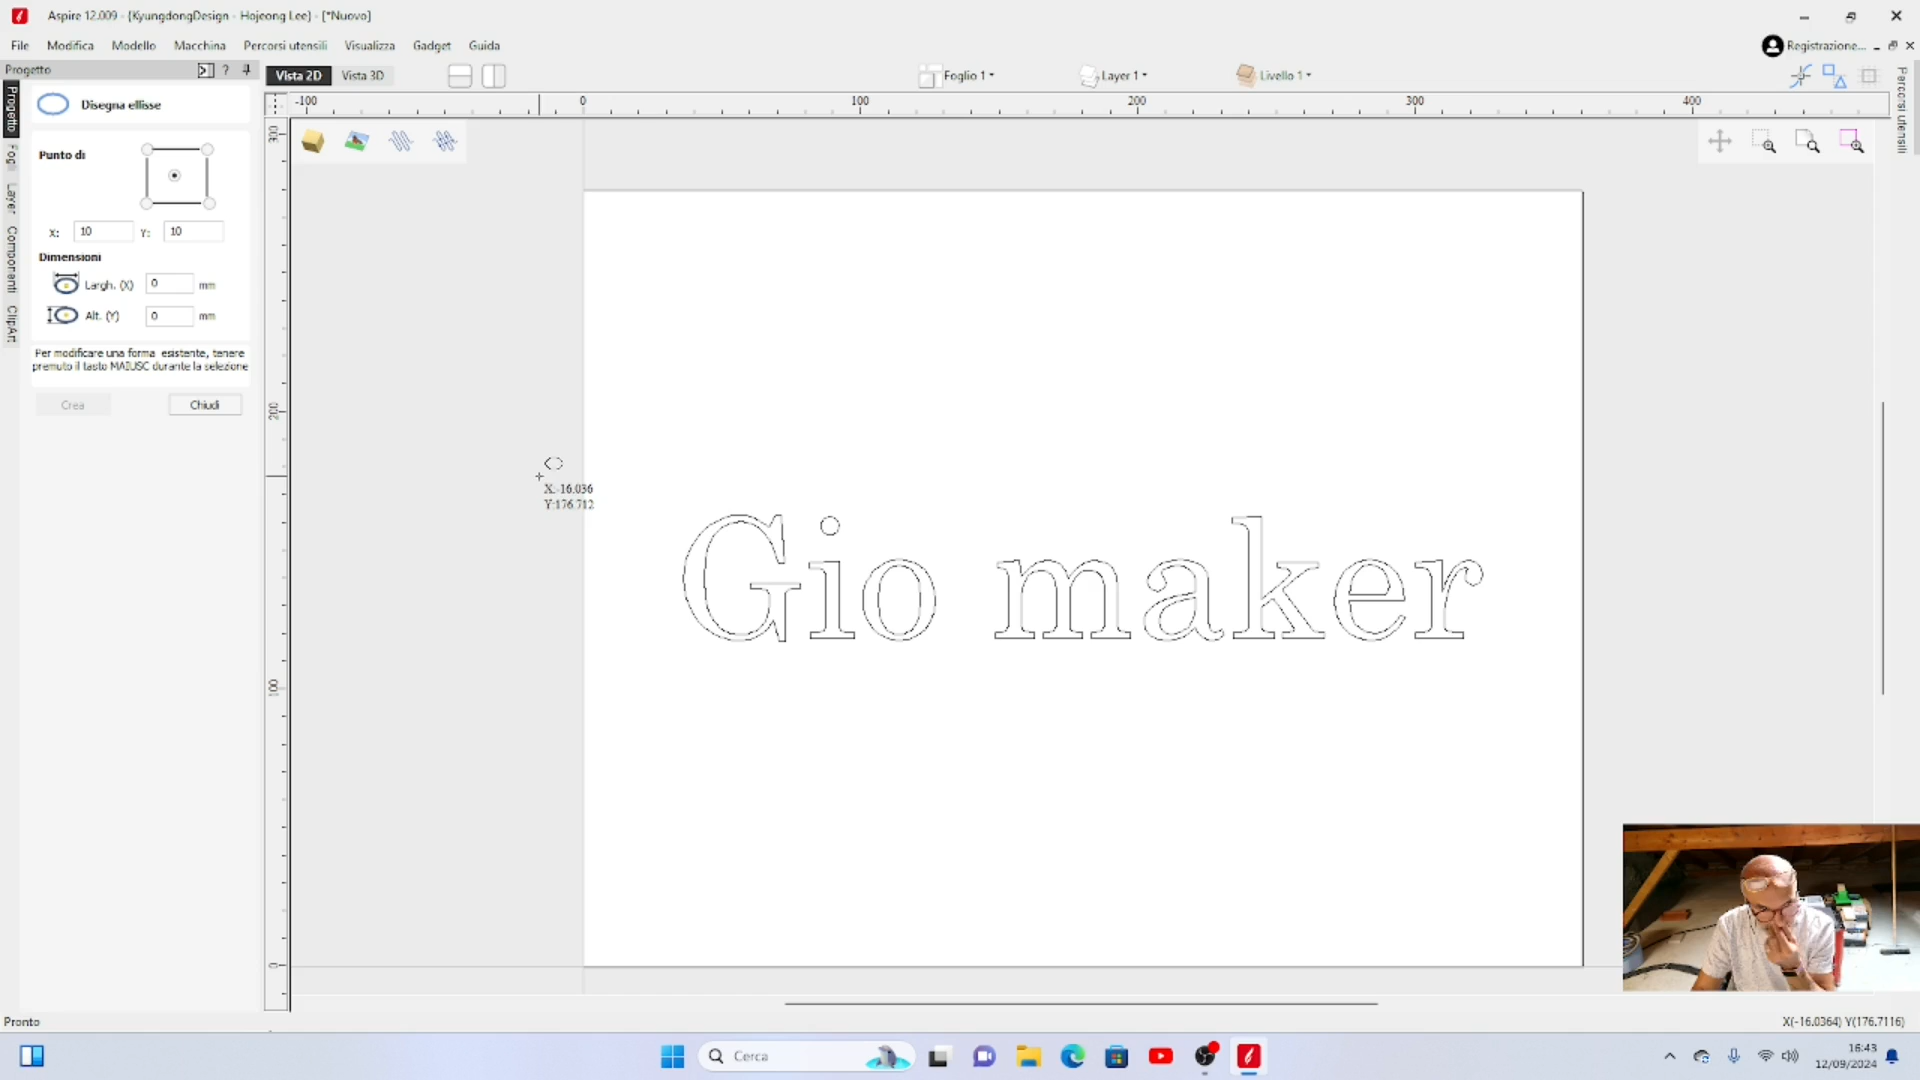 Aspire 12.009 - {KyungdongDesign - Hojeong Lee} - [*Nuovo]
File Modifica Modello Macchina Percorsi utensili Visualizza Gadget Guida
Registrazione...
Progetto ?
Vista 2D Vista 3D
Foglio 1 Layer 1 Livello 1
Progetto
Fogli
Layer
Componenti
ClipArt
Percorsi utensili
-100 0 100 200 300 400
300
200
100
0
Disegna ellisse
Punto di
X: 10 Y: 10
Dimensioni
Largh. (X) 0 mm
Alt. (Y) 0 mm
Per modificare una forma esistente, tenere
premuto il tasto MAIUSC durante la selezione
Crea Chiudi
X:-16.036
Y:176.712
Gio maker
Pronto
X(-16.0364) Y(176.7116)
Cerca
16:43
12/09/2024